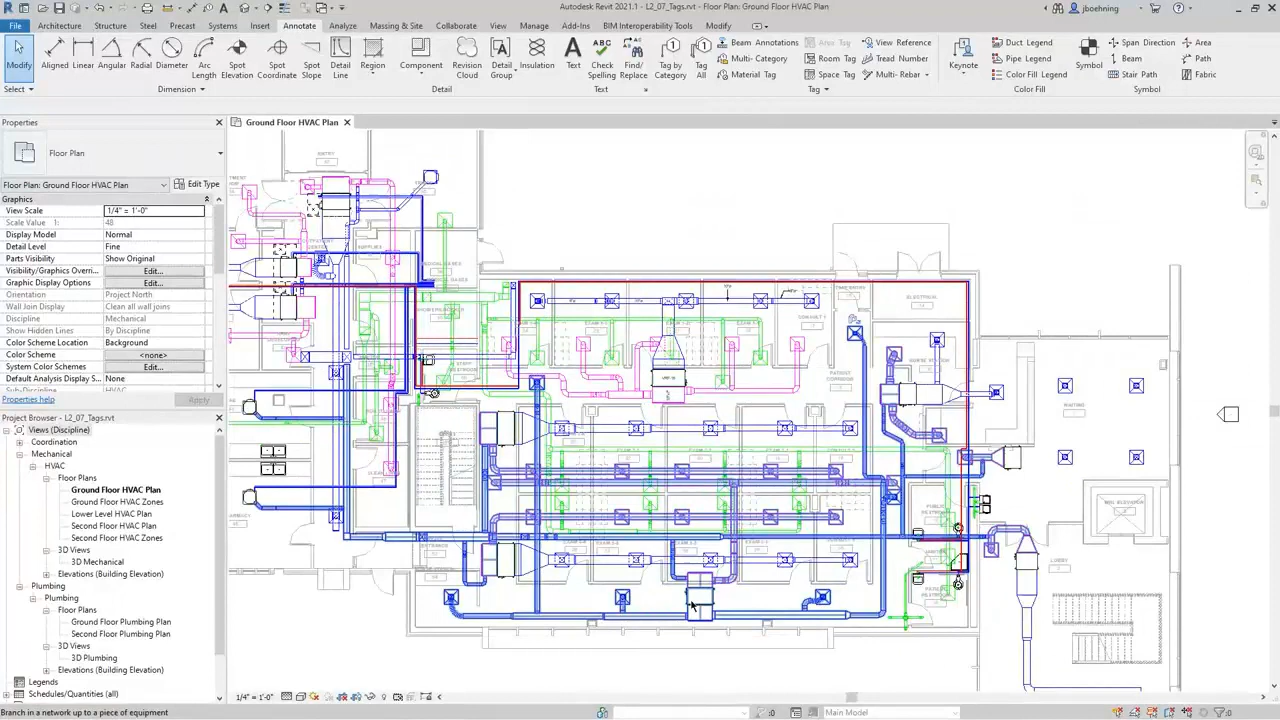 Autodesk Revit 2021.1 - L2_07_Tags.rvt - Floor Plan: Ground Floor HVAC Plan
jboehning
File Architecture Structure Steel Precast Systems Insert Annotate Analyze Massing & Site Collaborate View Manage Add-Ins BIM Interoperability Tools Modify
Modify Aligned Linear Angular Radial Diameter Arc Length Spot Elevation Spot Coordinate Spot Slope Detail Line Region Component Revision Cloud Detail Group Insulation Text Check Spelling Find/ Replace Tag by Category Tag All
Beam Annotations Area Tag View Reference
Multi- Category Room Tag Tread Number
Material Tag Space Tag Multi- Rebar
Keynote
Duct Legend
Pipe Legend
Color Fill Legend
Symbol
Span Direction Area
Beam Path
Stair Path Fabric
Select Dimension Detail Text Tag Color Fill Symbol
Properties
Ground Floor HVAC Plan
Floor Plan
Floor Plan: Ground Floor HVAC Plan Edit Type
Graphics
View Scale 1/4" = 1'-0"
Scale Value 1: 48
Display Model Normal
Detail Level Fine
Parts Visibility Show Original
Visibility/Graphics Overri... Edit...
Graphic Display Options Edit...
Orientation Project North
Wall Join Display Clean all wall joins
Discipline Mechanical
Show Hidden Lines By Discipline
Color Scheme Location Background
Color Scheme <none>
System Color Schemes Edit...
Default Analysis Display S... None
Properties help Apply
Project Browser - L2_07_Tags.rvt
Views (Discipline)
Coordination
Mechanical
HVAC
Floor Plans
Ground Floor HVAC Plan
Ground Floor HVAC Zones
Lower Level HVAC Plan
Second Floor HVAC Plan
Second Floor HVAC Zones
3D Views
3D Mechanical
Elevations (Building Elevation)
Plumbing
Plumbing
Floor Plans
Ground Floor Plumbing Plan
Second Floor Plumbing Plan
3D Views
3D Plumbing
Elevations (Building Elevation)
Legends
Schedules/Quantities (all)
ENTRY
SUPPLIES
ELECTRICAL
WAITING
LOBBY
1/4" = 1'-0"
Branch in a network up to a piece of equipment
:0
Main Model
:0